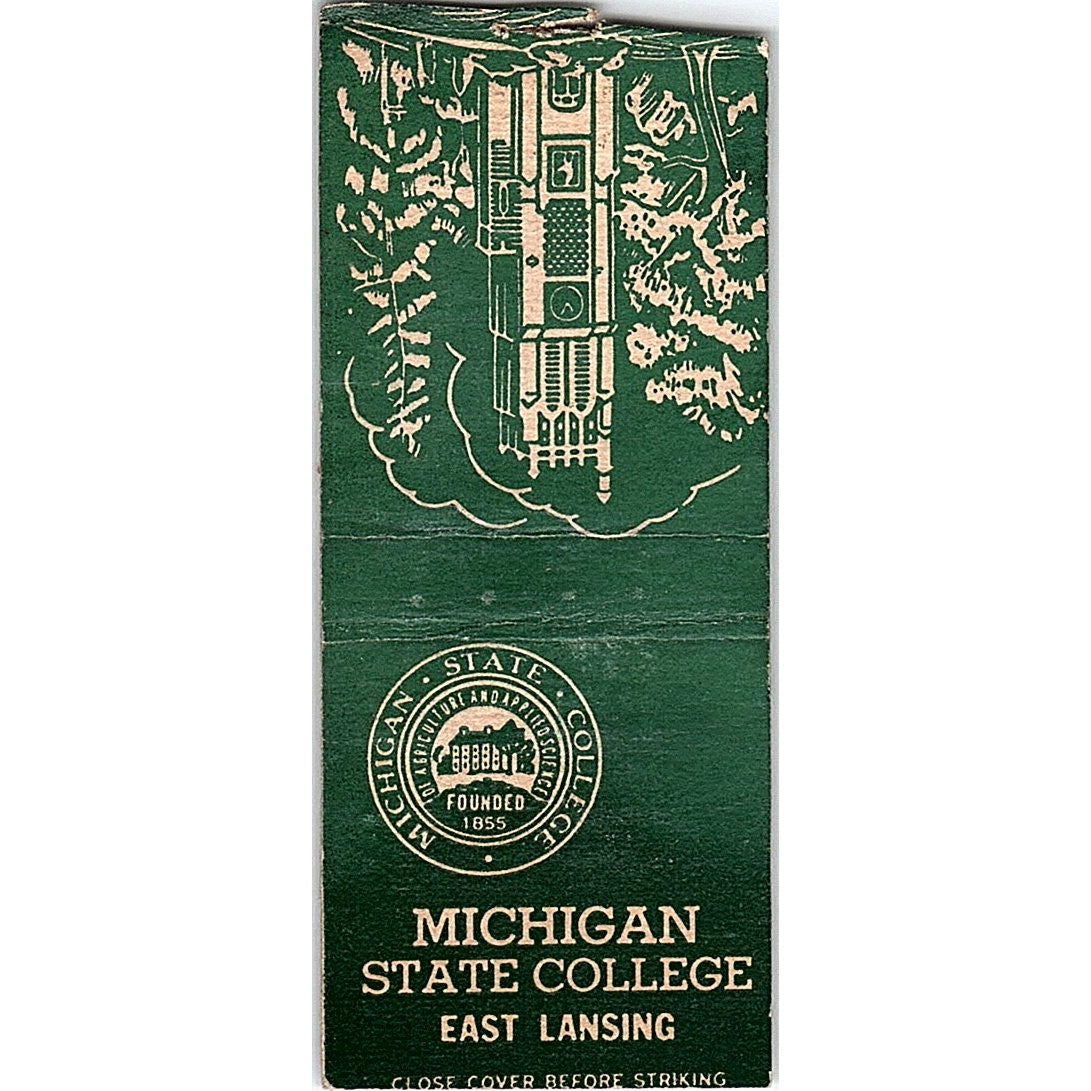 MICHIGAN · STATE · COLLEGE ·
OF AGRICULTURE AND APPLIED SCIENCE
FOUNDED
1855
MICHIGAN
STATE COLLEGE
EAST LANSING
CLOSE COVER BEFORE STRIKING